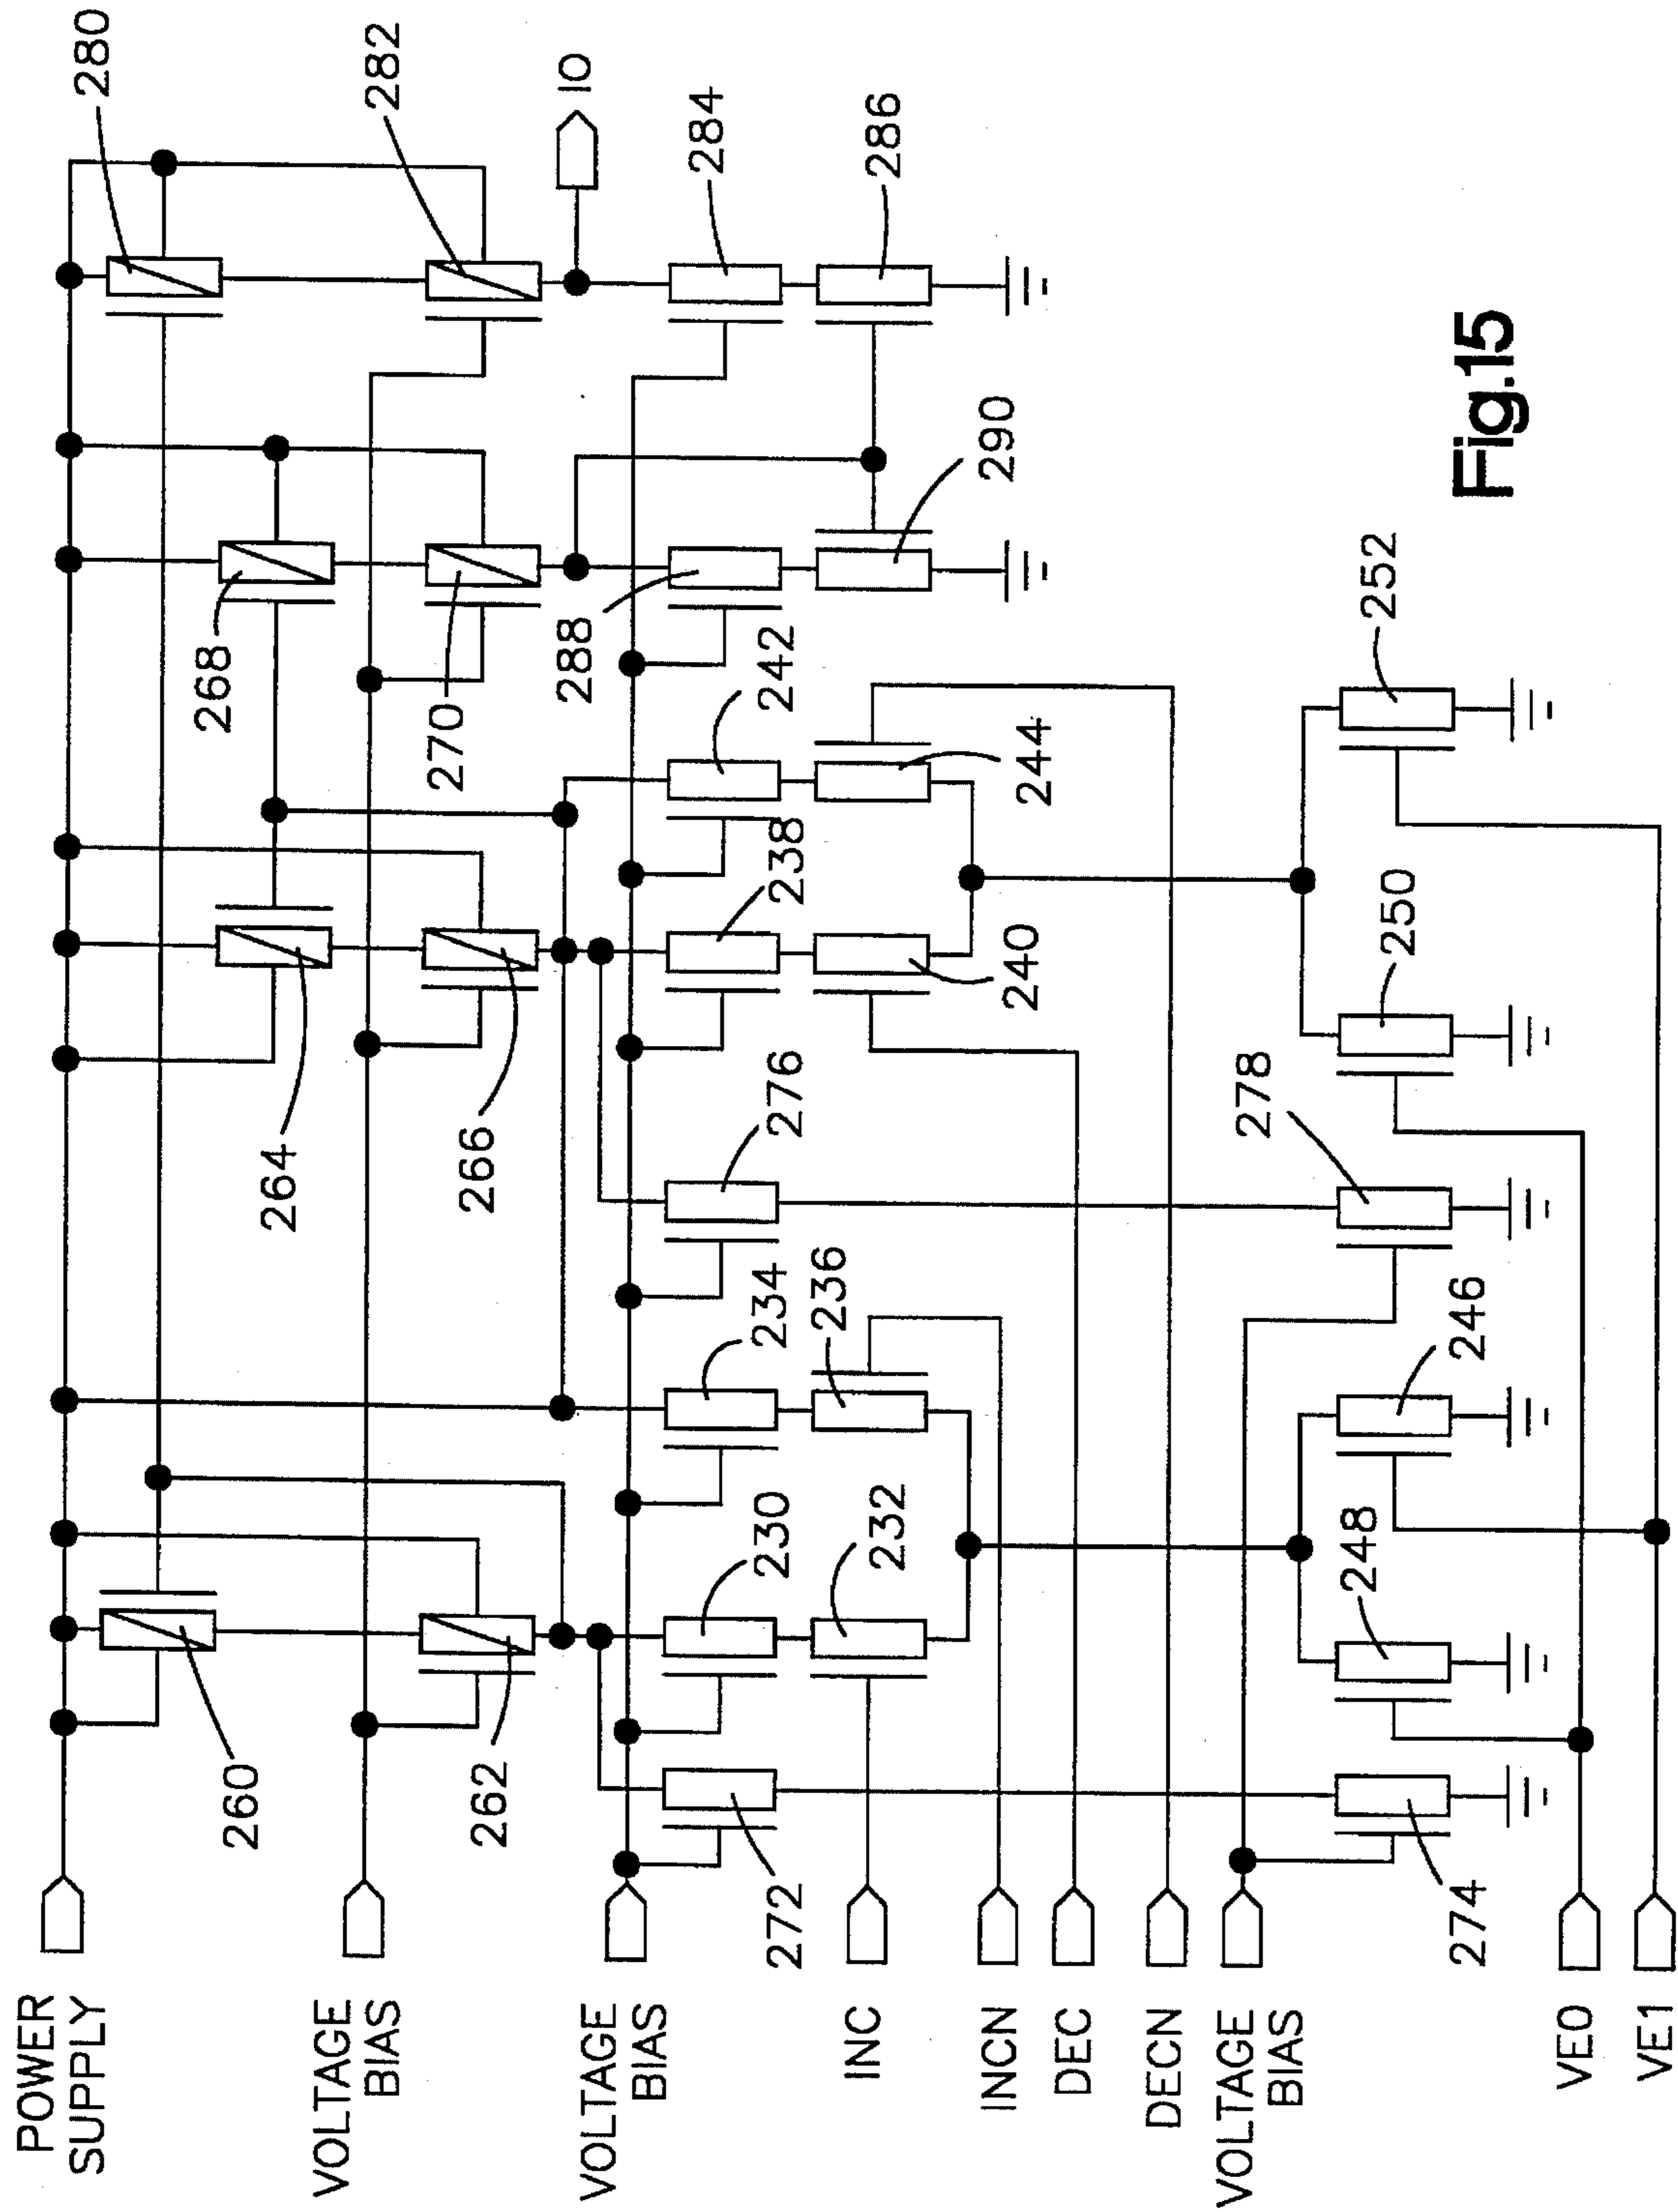 POWER
SUPPLY
VOLTAGE
BIAS
VOLTAGE
BIAS
INC
INCN
DEC
DECN
VOLTAGE
BIAS
VE0
VE1
260
262
272
230
232
234
236
274
248
246
276
278
264
266
238
240
242
244
250
252
268
270
288
290
280
282
IO
284
286
Fig.15